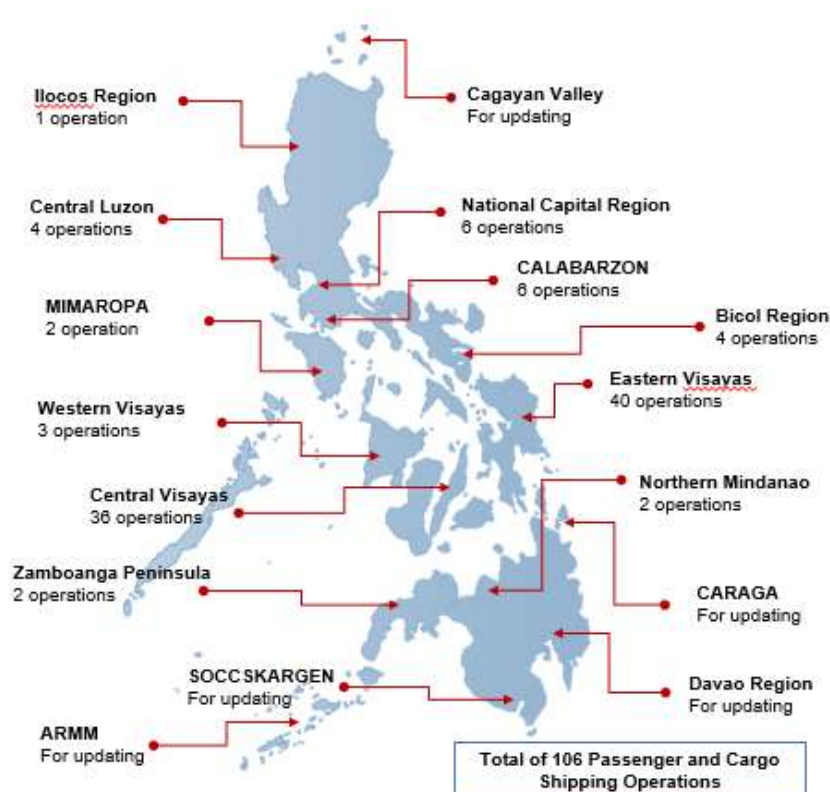 Ilocos Region
1 operation
Cagayan Valley
For updating
Central Luzon
4 operations
National Capital Region
6 operations
CALABARZON
6 operations
MIMAROPA
2 operation
Bicol Region
4 operations
Eastern Visayas
40 operations
Western Visayas
3 operations
Northern Mindanao
2 operations
Central Visayas
36 operations
Zamboanga Peninsula
2 operations
CARAGA
For updating
SOCCSKARGEN
For updating
Davao Region
For updating
ARMM
For updating
Total of 106 Passenger and Cargo
Shipping Operations